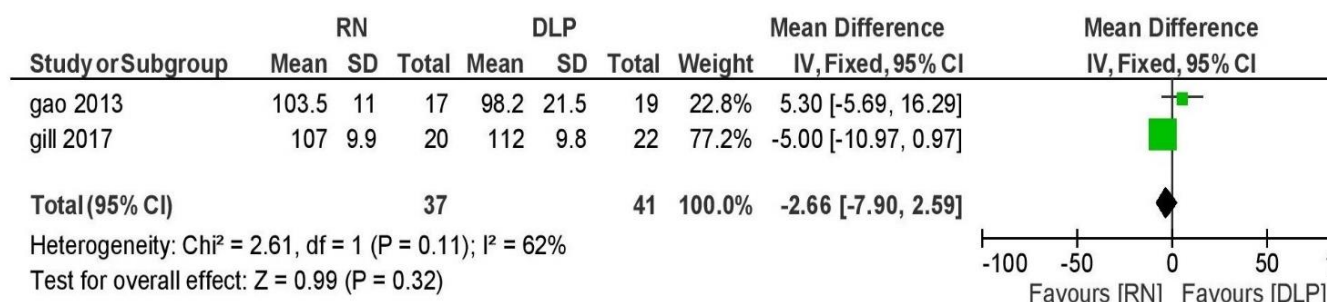 RN DLP Mean Difference Mean Difference
Study or Subgroup Mean SD Total Mean SD Total Weight IV, Fixed, 95% CI IV, Fixed, 95% CI
gao 2013 103.5 11 17 98.2 21.5 19 22.8% 5.30 [-5.69, 16.29]
gill 2017 107 9.9 20 112 9.8 22 77.2% -5.00 [-10.97, 0.97]
Total (95% CI) 37 41 100.0% -2.66 [-7.90, 2.59]
Heterogeneity: Chi² = 2.61, df = 1 (P = 0.11); I² = 62%
Test for overall effect: Z = 0.99 (P = 0.32)
-100 -50 0 50
Favours [RN] Favours [DLP]